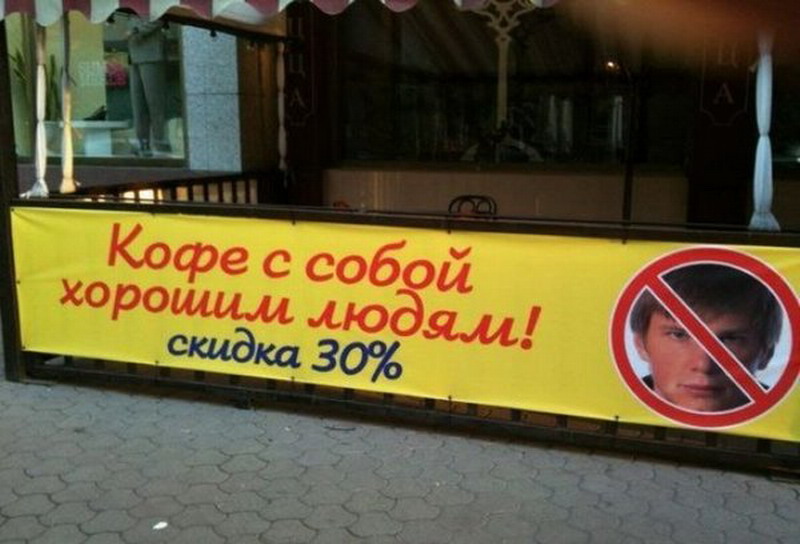 Кофе с собой
хорошим людям!
скидка 30%